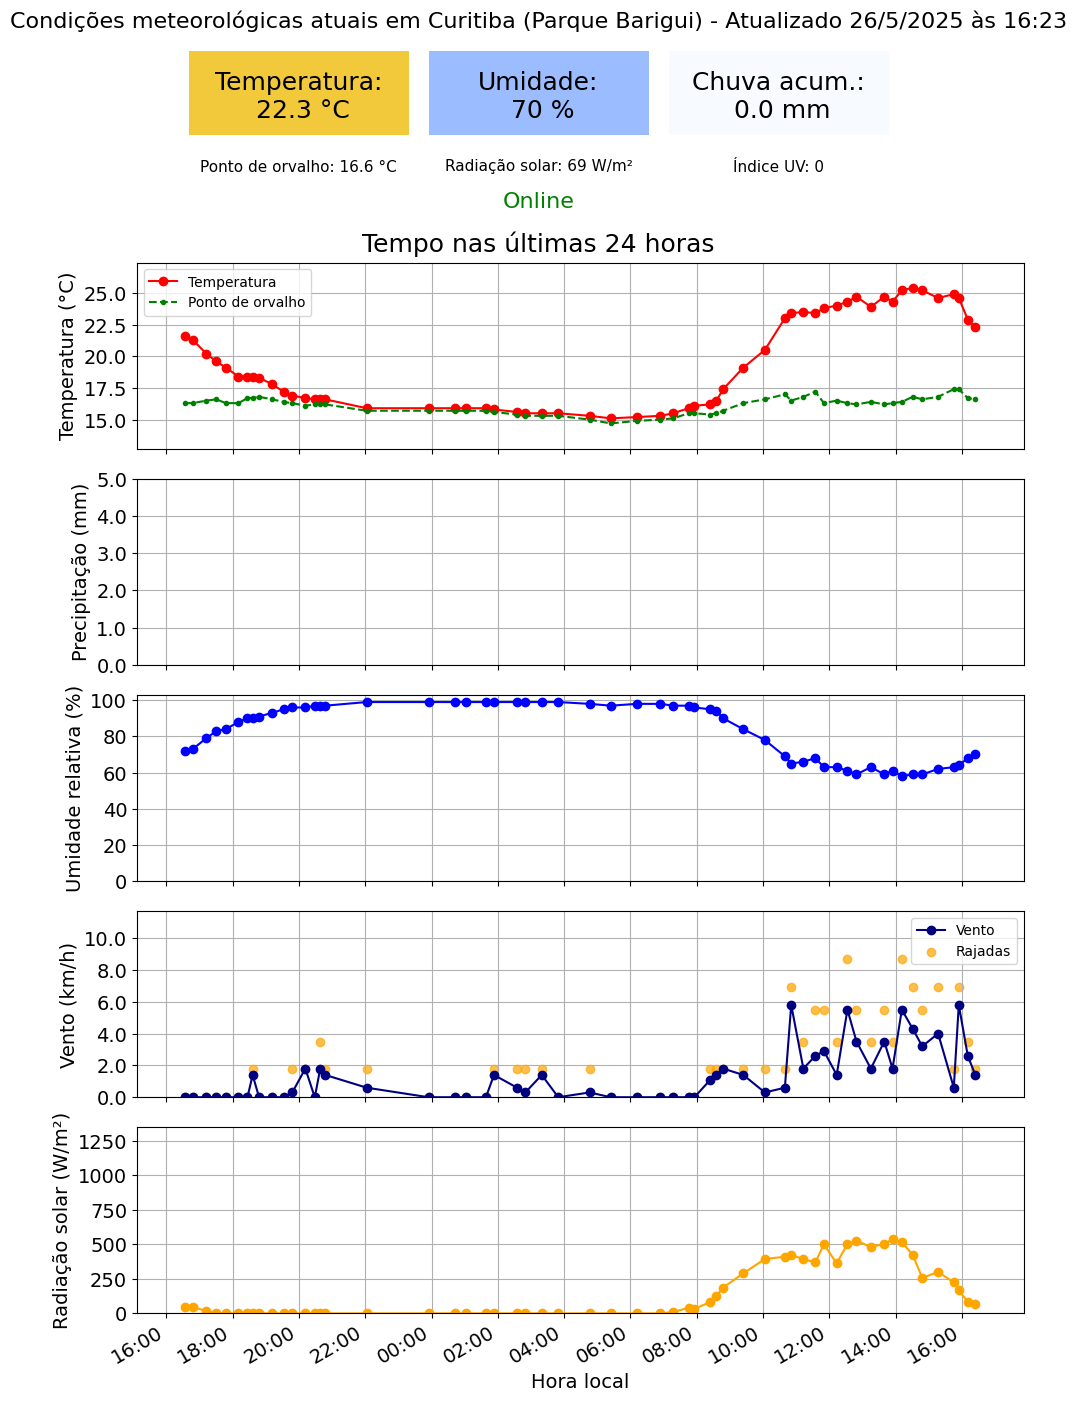 Condições meteorológicas atuais em Curitiba (Parque Barigui) - Atualizado 26/5/2025 às 16:23
Temperatura:
22.3 °C
Umidade:
70 %
Chuva acum.:
0.0 mm
Ponto de orvalho: 16.6 °C
Radiação solar: 69 W/m²
Índice UV: 0
Online
Tempo nas últimas 24 horas
Temperatura (°C)
25.0
22.5
20.0
17.5
15.0
Temperatura
Ponto de orvalho
Precipitação (mm)
5.0
4.0
3.0
2.0
1.0
0.0
Umidade relativa (%)
100
80
60
40
20
0
Vento (km/h)
10.0
8.0
6.0
4.0
2.0
0.0
Vento
Rajadas
Radiação solar (W/m²)
1250
1000
750
500
250
0
16:00
18:00
20:00
22:00
00:00
02:00
04:00
06:00
08:00
10:00
12:00
14:00
16:00
Hora local